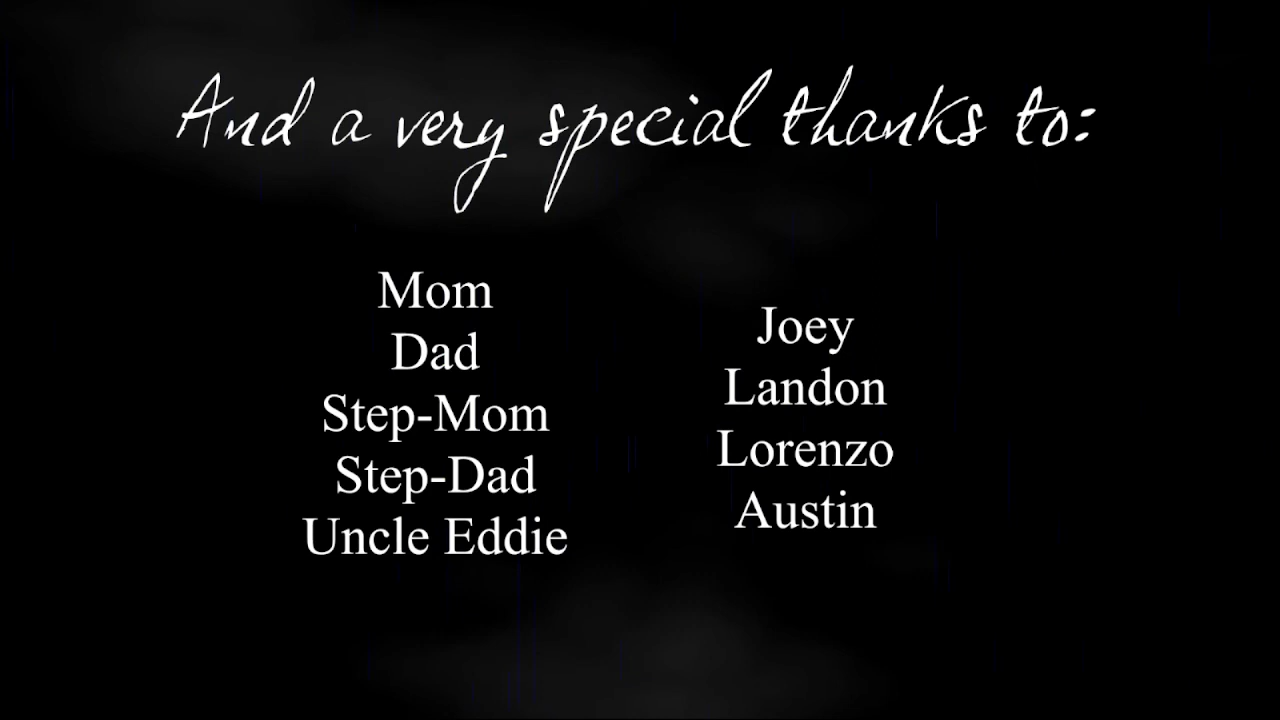 And a very special thanks to:
Mom
Dad
Step-Mom
Step-Dad
Uncle Eddie
Joey
Landon
Lorenzo
Austin